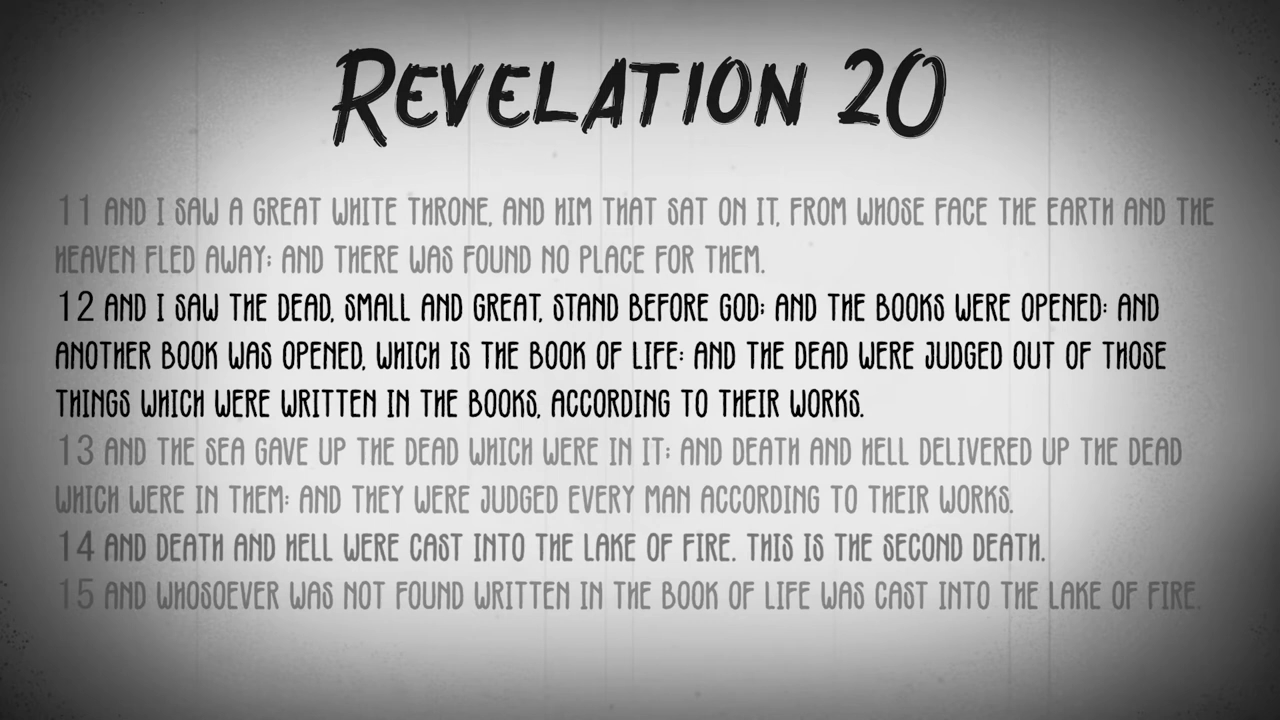 REVELATION 20
11 AND I SAW A GREAT WHITE THRONE, AND HIM THAT SAT ON IT, FROM WHOSE FACE THE EARTH AND THE
HEAVEN FLED AWAY; AND THERE WAS FOUND NO PLACE FOR THEM.
12 AND I SAW THE DEAD, SMALL AND GREAT, STAND BEFORE GOD; AND THE BOOKS WERE OPENED: AND
ANOTHER BOOK WAS OPENED, WHICH IS THE BOOK OF LIFE: AND THE DEAD WERE JUDGED OUT OF THOSE
THINGS WHICH WERE WRITTEN IN THE BOOKS, ACCORDING TO THEIR WORKS.
13 AND THE SEA GAVE UP THE DEAD WHICH WERE IN IT; AND DEATH AND HELL DELIVERED UP THE DEAD
WHICH WERE IN THEM: AND THEY WERE JUDGED EVERY MAN ACCORDING TO THEIR WORKS.
14 AND DEATH AND HELL WERE CAST INTO THE LAKE OF FIRE. THIS IS THE SECOND DEATH.
15 AND WHOSOEVER WAS NOT FOUND WRITTEN IN THE BOOK OF LIFE WAS CAST INTO THE LAKE OF FIRE.